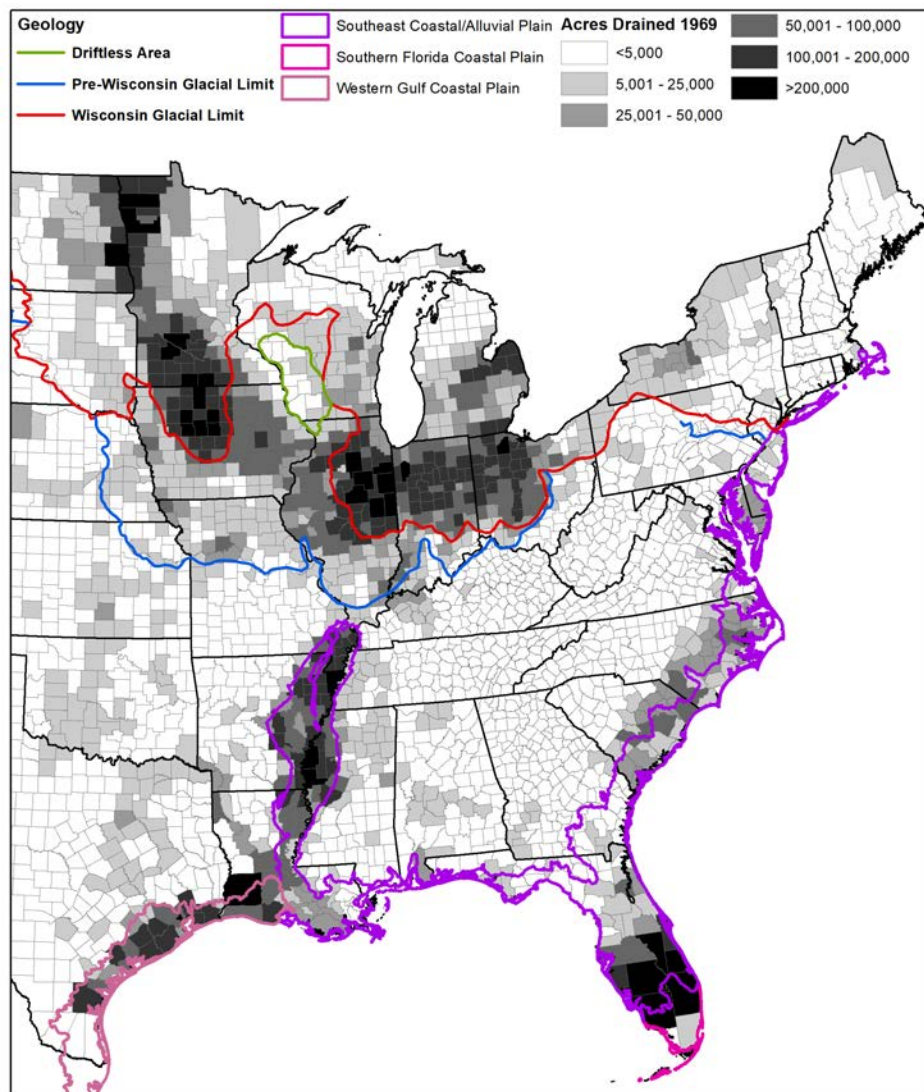 Geology
Driftless Area
Pre-Wisconsin Glacial Limit
Wisconsin Glacial Limit
Southeast Coastal/Alluvial Plain
Southern Florida Coastal Plain
Western Gulf Coastal Plain
Acres Drained 1969
<5,000
5,001 - 25,000
25,001 - 50,000
50,001 - 100,000
100,001 - 200,000
>200,000